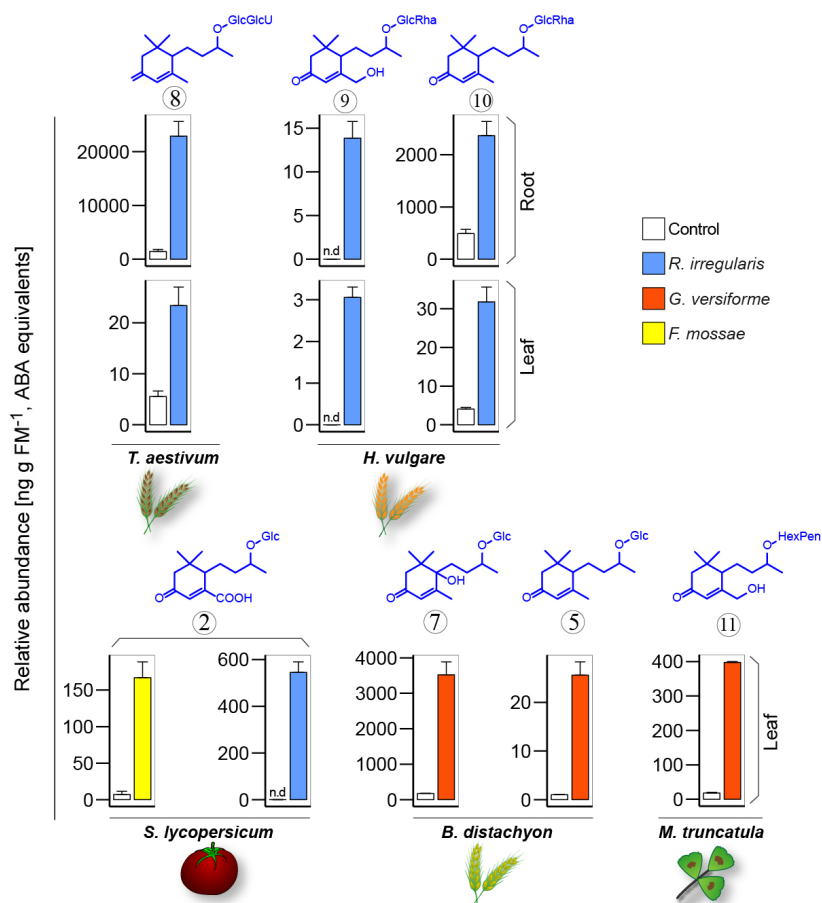 GlcGlcU
O
O
8
GlcRha
O
OH
O
9
GlcRha
O
O
10
20000
10000
0
15
10
5
0
n.d
2000
1000
0
Root
20
10
0
3
2
1
0
n.d
30
20
10
0
Leaf
T. aestivum
H. vulgare
Control
R. irregularis
G. versiforme
F. mossae
Relative abundance [ng g FM⁻¹, ABA equivalents]
Glc
O
COOH
O
2
Glc
O
OH
O
7
Glc
O
O
5
HexPen
O
OH
O
11
150
100
50
0
600
400
200
0
n.d
4000
3000
2000
1000
0
20
10
0
400
300
200
100
0
Leaf
S. lycopersicum
B. distachyon
M. truncatula